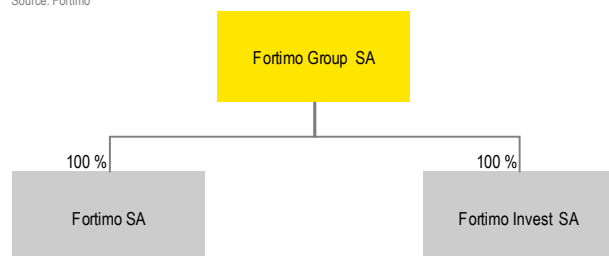 Source: Fortimo
Fortimo Group SA
100 %
100 %
Fortimo SA
Fortimo Invest SA